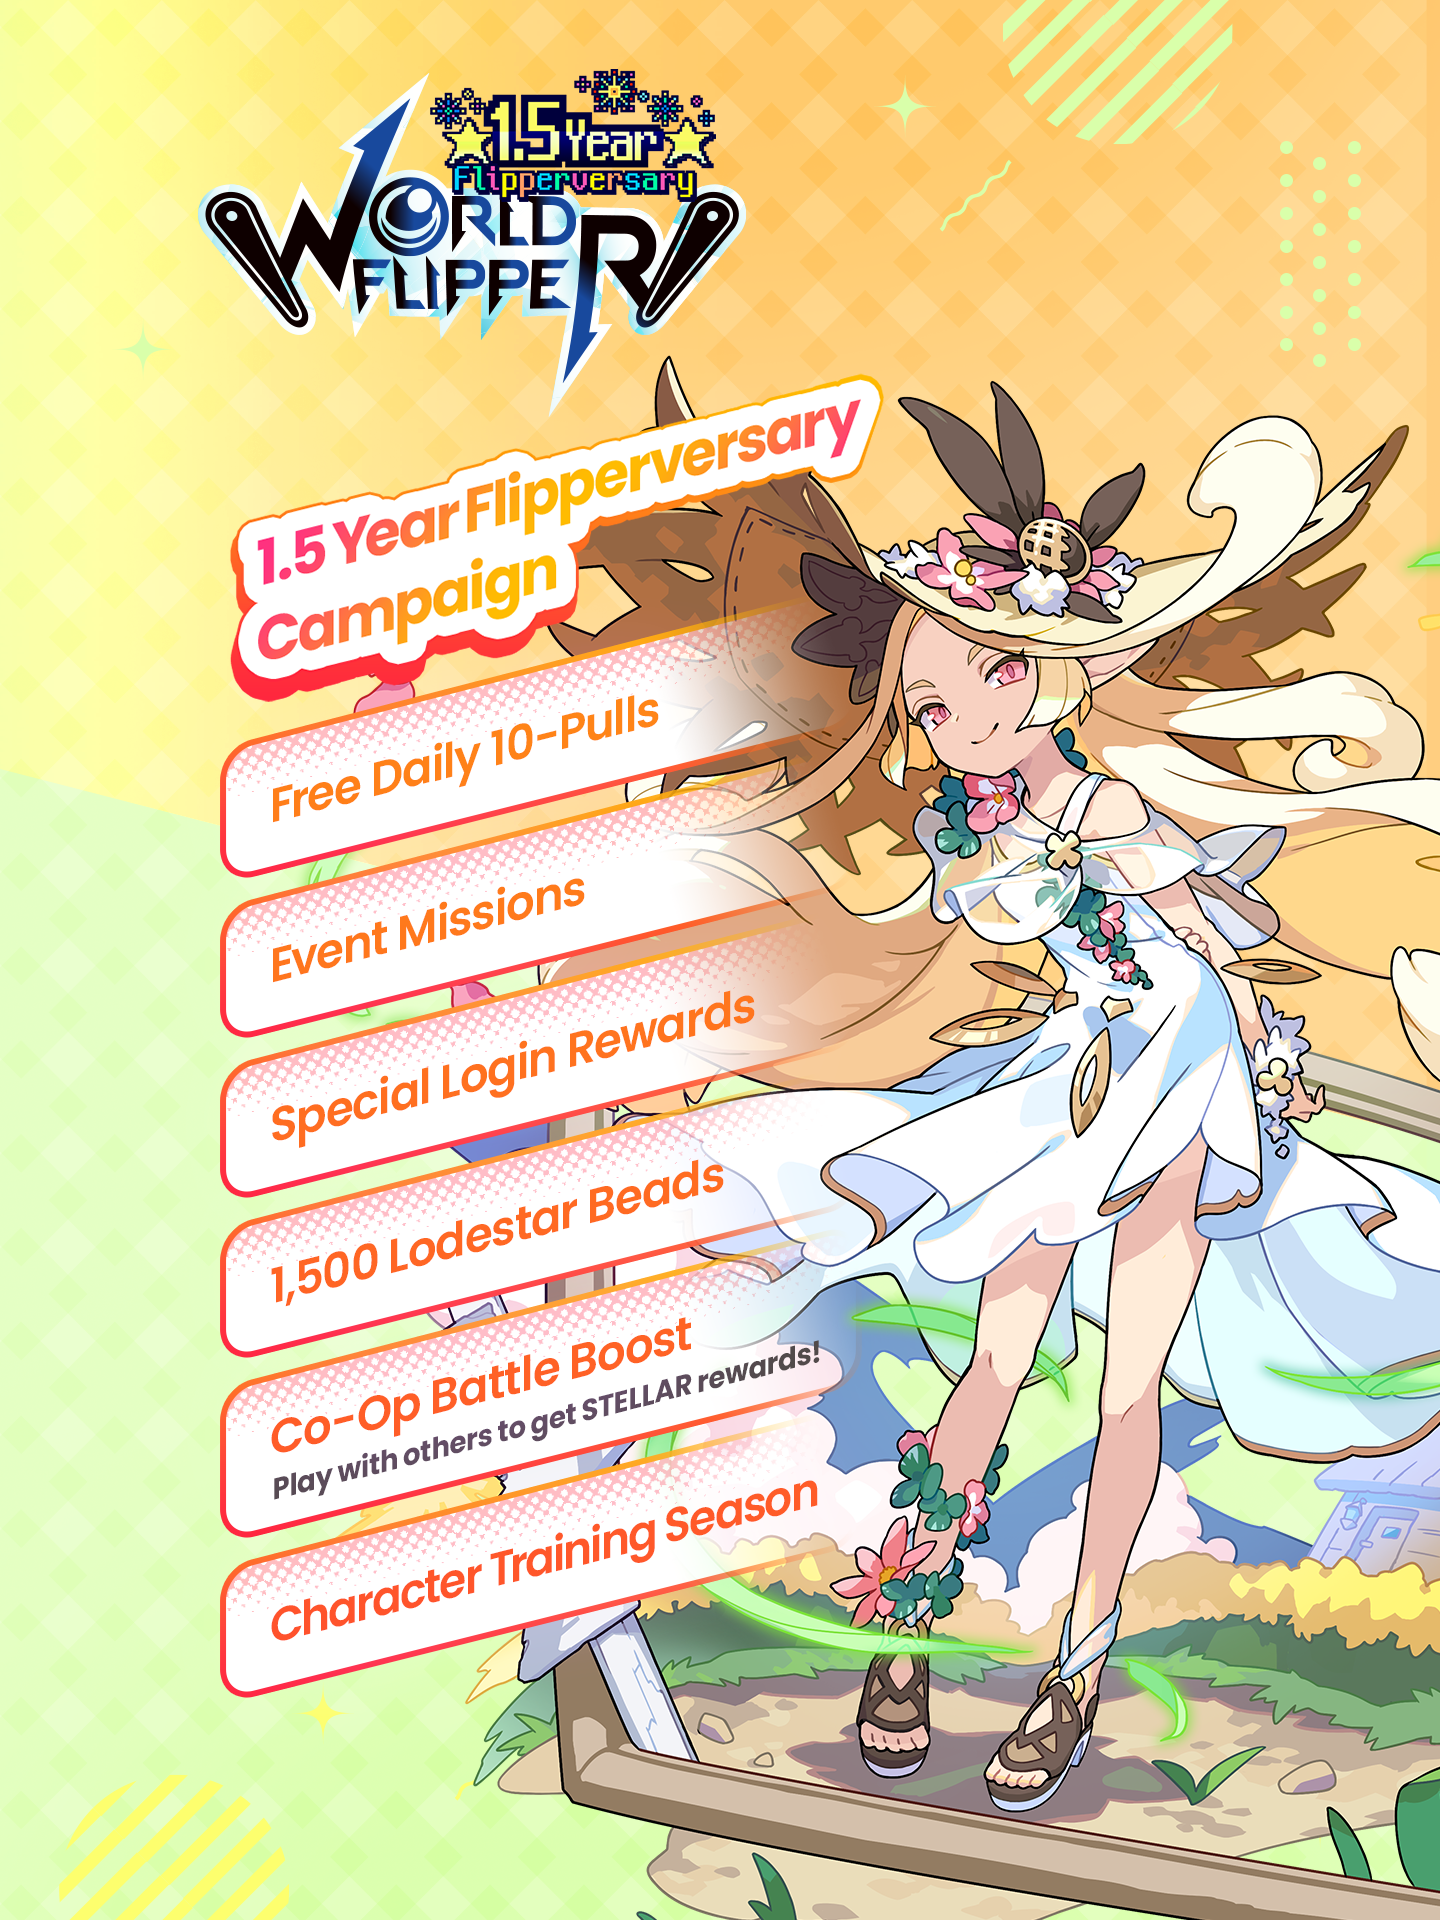 1.5 Year
Flipperversary
WORLD
FLIPPER
1.5 Year Flipperversary
Campaign
Free Daily 10-Pulls
Event Missions
Special Login Rewards
1,500 Lodestar Beads
Co-Op Battle Boost
Play with others to get STELLAR rewards!
Character Training Season